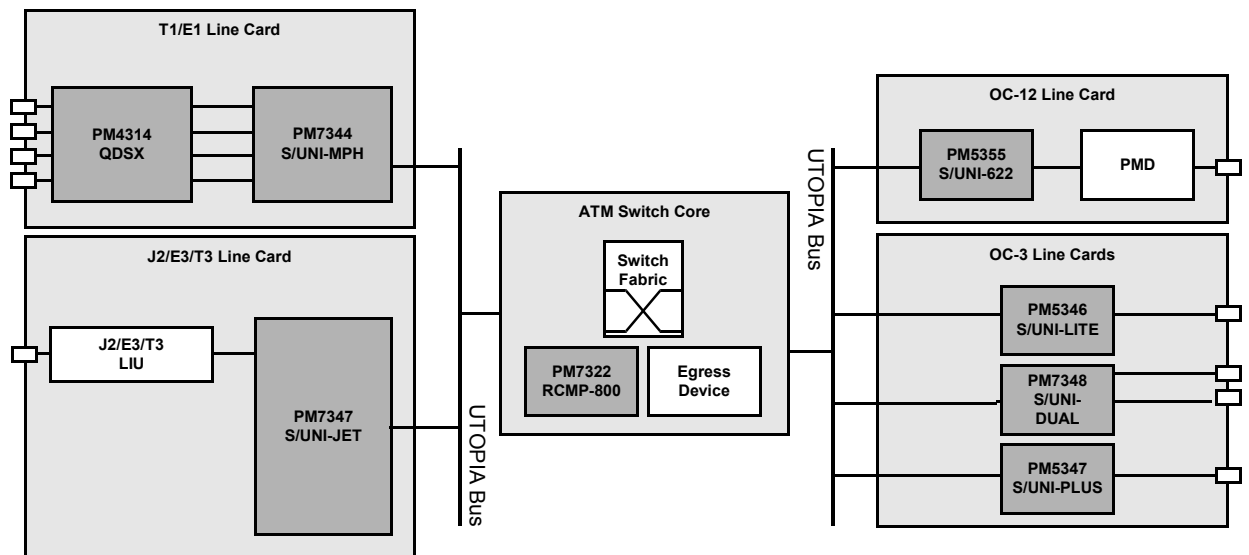 T1/E1 Line Card
PM4314
QDSX
PM7344
S/UNI-MPH
J2/E3/T3 Line Card
J2/E3/T3
LIU
PM7347
S/UNI-JET
UTOPIA Bus
ATM Switch Core
Switch
Fabric
PM7322
RCMP-800
Egress
Device
UTOPIA Bus
OC-12 Line Card
PM5355
S/UNI-622
PMD
OC-3 Line Cards
PM5346
S/UNI-LITE
PM7348
S/UNI-
DUAL
PM5347
S/UNI-PLUS